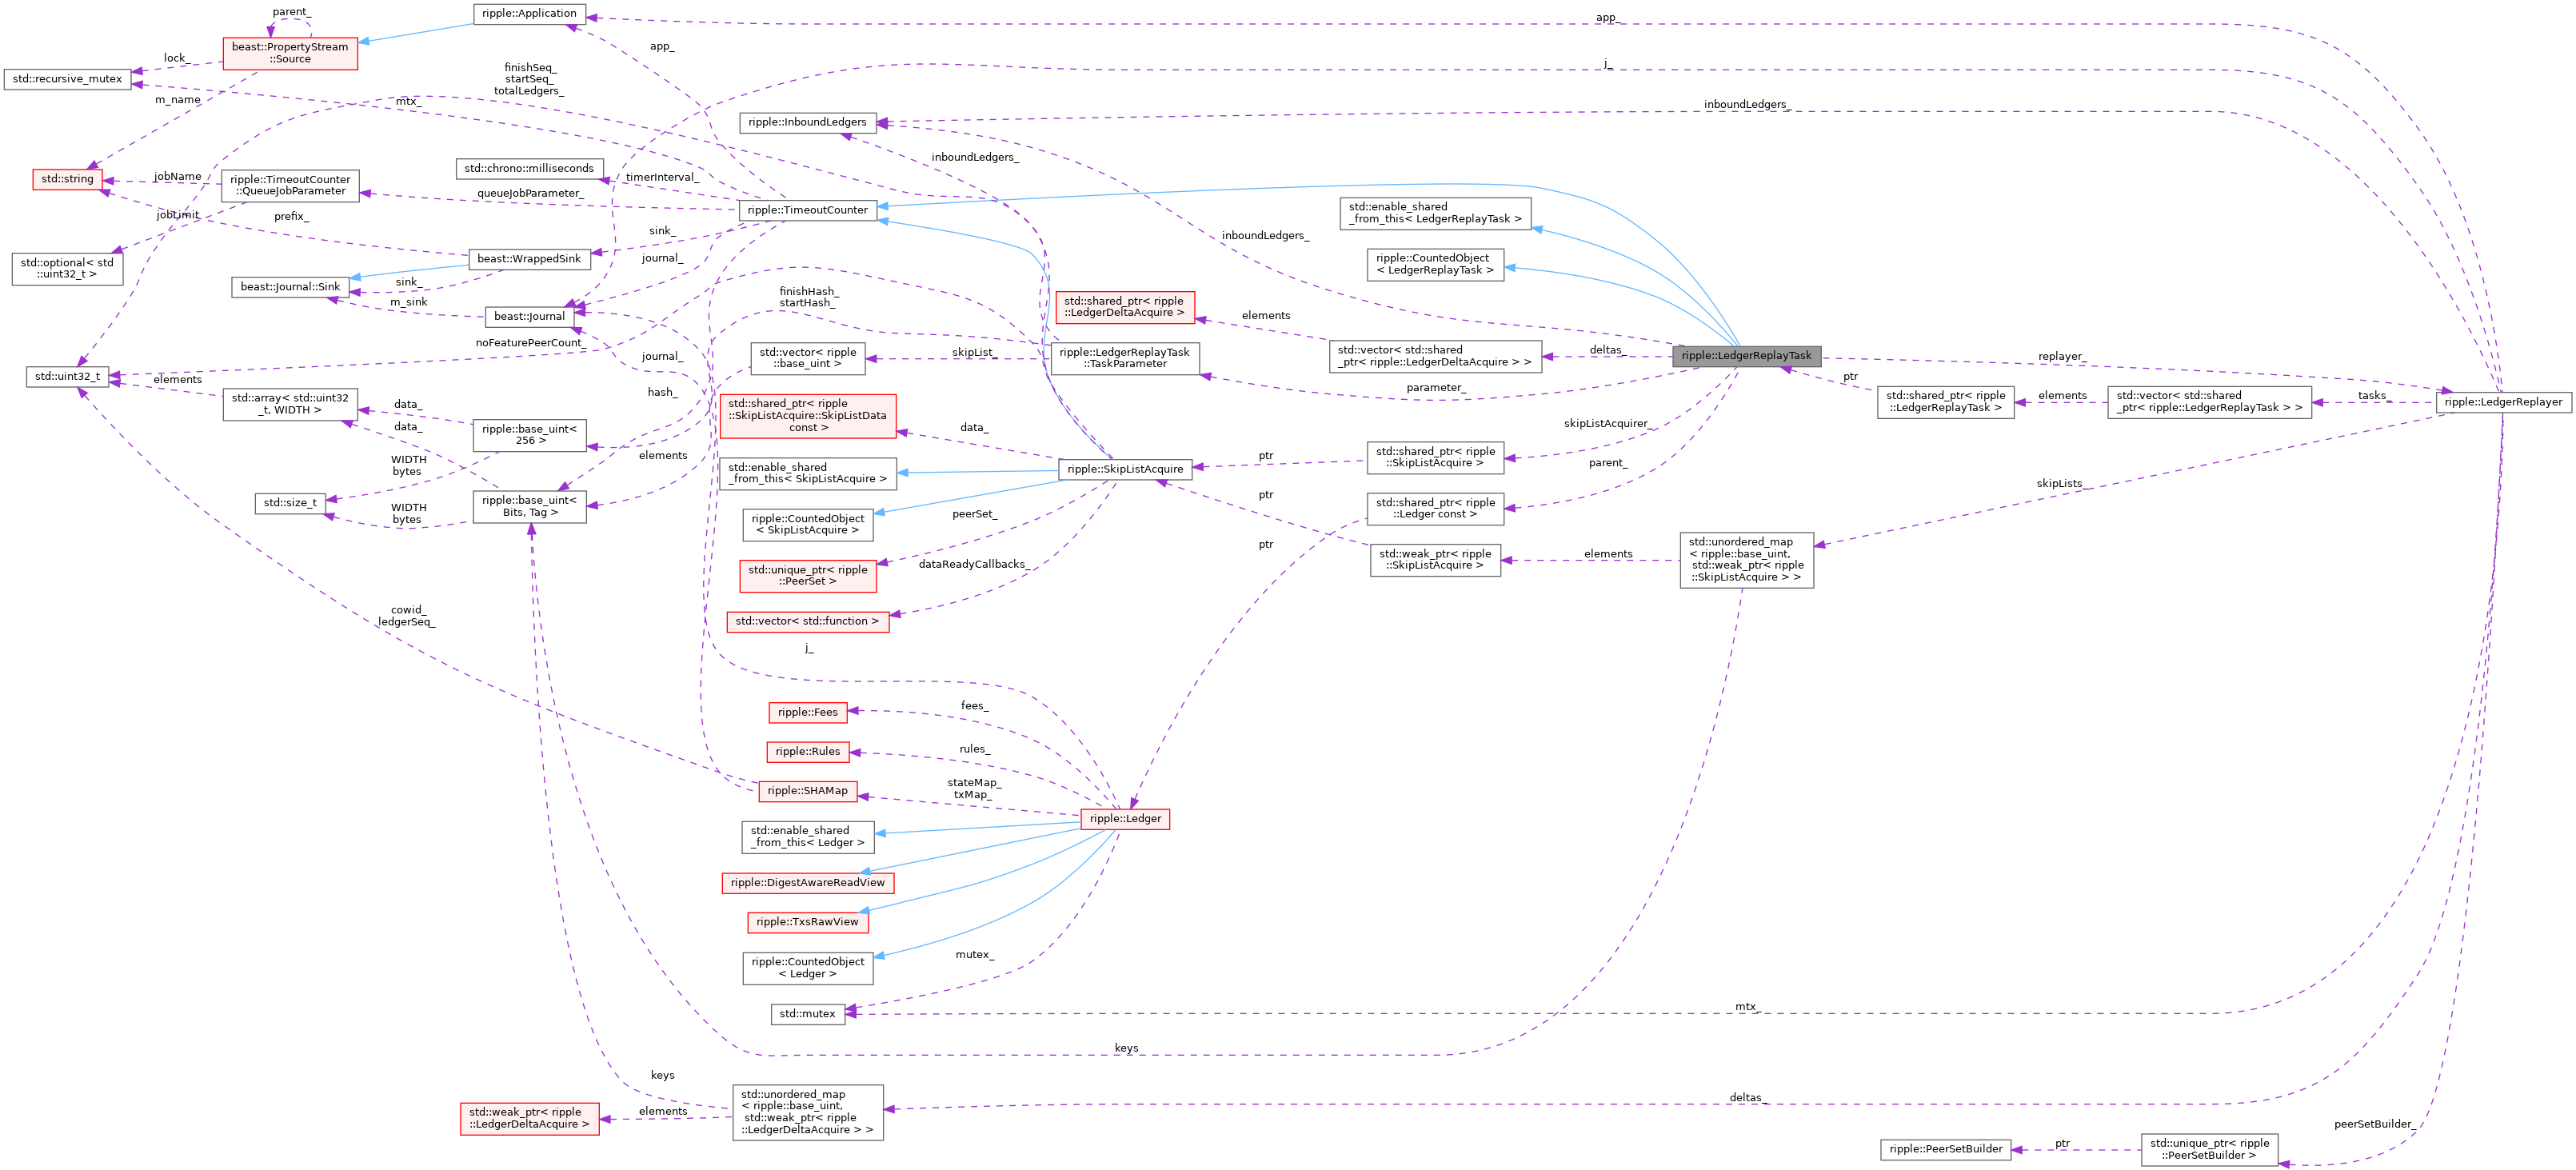 parent_
ripple::Application
app_
beast::PropertyStream
::Source
app_
lock_
j_
finishSeq_
startSeq_
totalLedgers_
std::recursive_mutex
m_name
mtx_
inboundLedgers_
ripple::InboundLedgers
inboundLedgers_
std::chrono::milliseconds
std::string
jobName
ripple::TimeoutCounter
::QueueJobParameter
timerInterval_
queueJobParameter_
ripple::TimeoutCounter
std::enable_shared
_from_this< LedgerReplayTask >
jobLimit
prefix_
sink_
inboundLedgers_
std::optional< std
::uint32_t >
beast::WrappedSink
journal_
ripple::CountedObject
< LedgerReplayTask >
beast::Journal::Sink
sink_
m_sink
finishHash_
startHash_
std::shared_ptr< ripple
::LedgerDeltaAcquire >
elements
beast::Journal
noFeaturePeerCount_
journal_
std::vector< ripple
::base_uint >
skipList_
ripple::LedgerReplayTask
::TaskParameter
std::vector< std::shared
_ptr< ripple::LedgerDeltaAcquire > >
deltas_
ripple::LedgerReplayTask
replayer_
std::uint32_t
elements
ptr
parameter_
hash_
std::array< std::uint32
_t, WIDTH >
data_
data_
std::shared_ptr< ripple
::SkipListAcquire::SkipListData
const >
data_
std::shared_ptr< ripple
::LedgerReplayTask >
elements
std::vector< std::shared
_ptr< ripple::LedgerReplayTask > >
tasks_
ripple::LedgerReplayer
skipListAcquirer_
ripple::base_uint<
256 >
WIDTH
bytes
elements
std::enable_shared
_from_this< SkipListAcquire >
ripple::SkipListAcquire
ptr
std::shared_ptr< ripple
::SkipListAcquire >
parent_
skipLists_
std::size_t
WIDTH
bytes
ripple::base_uint<
Bits, Tag >
ripple::CountedObject
< SkipListAcquire >
peerSet_
ptr
std::shared_ptr< ripple
::Ledger const >
ptr
std::weak_ptr< ripple
::SkipListAcquire >
elements
std::unordered_map
< ripple::base_uint,
std::weak_ptr< ripple
::SkipListAcquire > >
std::unique_ptr< ripple
::PeerSet >
dataReadyCallbacks_
std::vector< std::function >
cowid_
ledgerSeq_
j_
ripple::Fees
fees_
ripple::Rules
rules_
ripple::SHAMap
stateMap_
txMap_
ripple::Ledger
std::enable_shared
_from_this< Ledger >
ripple::DigestAwareReadView
ripple::TxsRawView
ripple::CountedObject
< Ledger >
mutex_
std::mutex
mtx_
keys
keys
std::weak_ptr< ripple
::LedgerDeltaAcquire >
elements
std::unordered_map
< ripple::base_uint,
std::weak_ptr< ripple
::LedgerDeltaAcquire > >
deltas_
peerSetBuilder_
ripple::PeerSetBuilder
ptr
std::unique_ptr< ripple
::PeerSetBuilder >